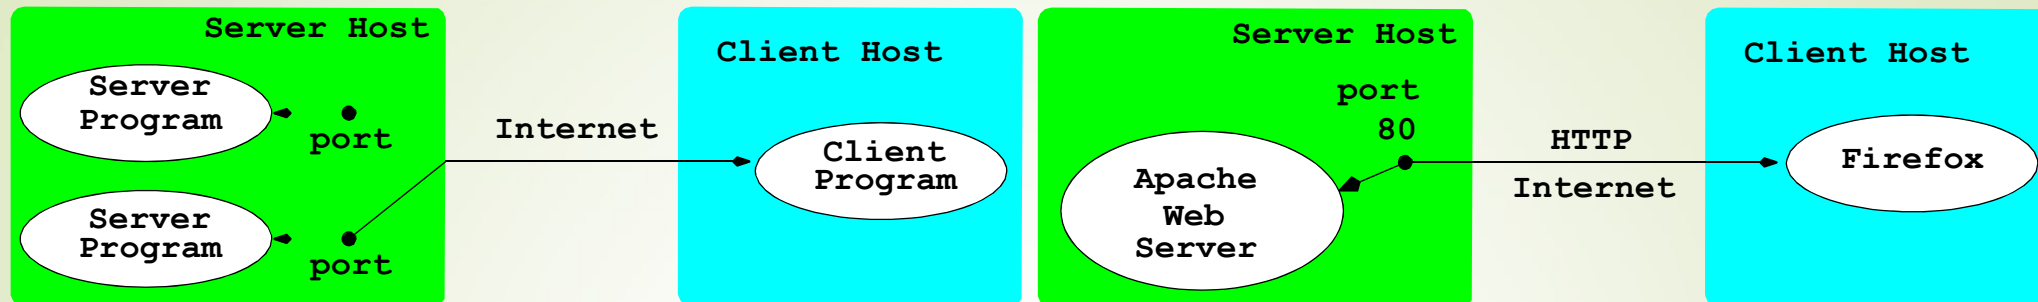 Server Host
Server
Program
port
Server
Program
port
Internet
Client Host
Client
Program
Server Host
port
80
Apache
Web
Server
HTTP
Internet
Client Host
Firefox